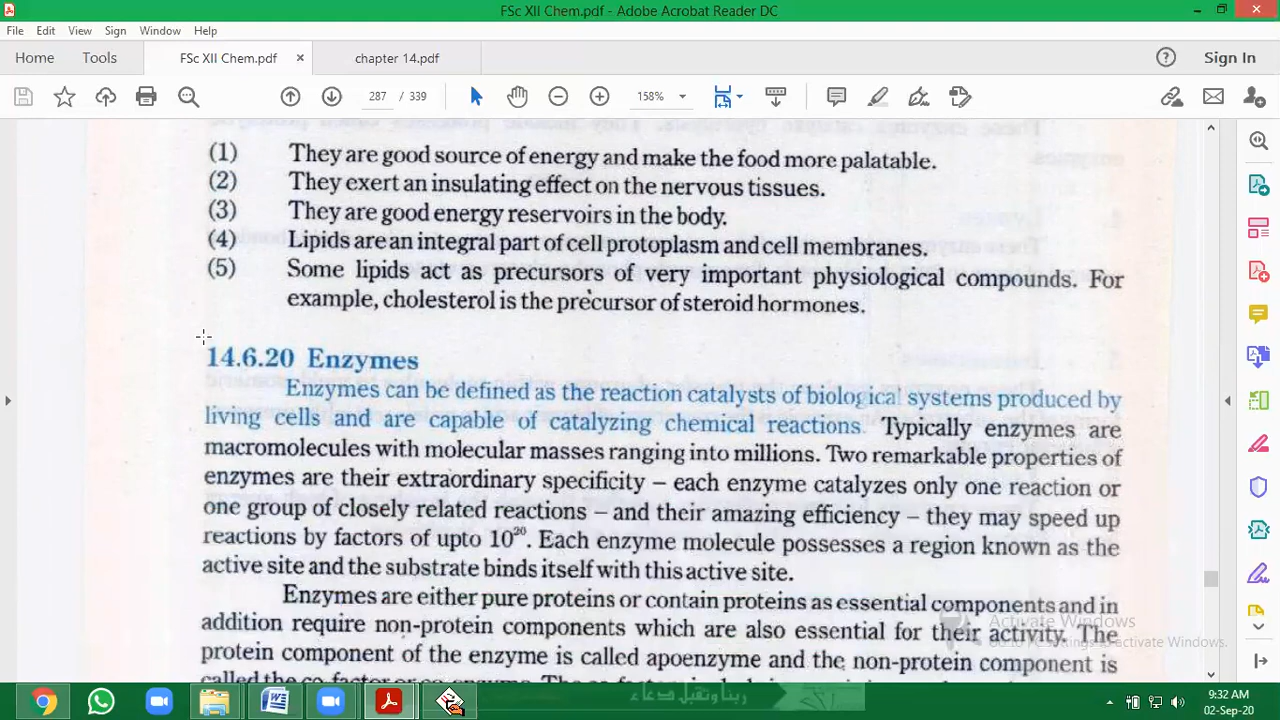 FSc XII Chem.pdf - Adobe Acrobat Reader DC
File Edit View Sign Window Help
Home Tools FSc XII Chem.pdf × chapter 14.pdf Sign In
287 / 339 158%
(1) They are good source of energy and make the food more palatable.
(2) They exert an insulating effect on the nervous tissues.
(3) They are good energy reservoirs in the body.
(4) Lipids are an integral part of cell protoplasm and cell membranes.
(5) Some lipids act as precursors of very important physiological compounds. For
example, cholesterol is the precursor of steroid hormones.
14.6.20 Enzymes
Enzymes can be defined as the reaction catalysts of biological systems produced by
living cells and are capable of catalyzing chemical reactions. Typically enzymes are
macromolecules with molecular masses ranging into millions. Two remarkable properties of
enzymes are their extraordinary specificity – each enzyme catalyzes only one reaction or
one group of closely related reactions – and their amazing efficiency – they may speed up
reactions by factors of upto 10²⁰. Each enzyme molecule possesses a region known as the
active site and the substrate binds itself with this active site.
Enzymes are either pure proteins or contain proteins as essential components and in
addition require non-protein components which are also essential for their activity. The
protein component of the enzyme is called apoenzyme and the non-protein component is
Activate Windows
Go to PC settings to activate Windows.
9:32 AM
02-Sep-20